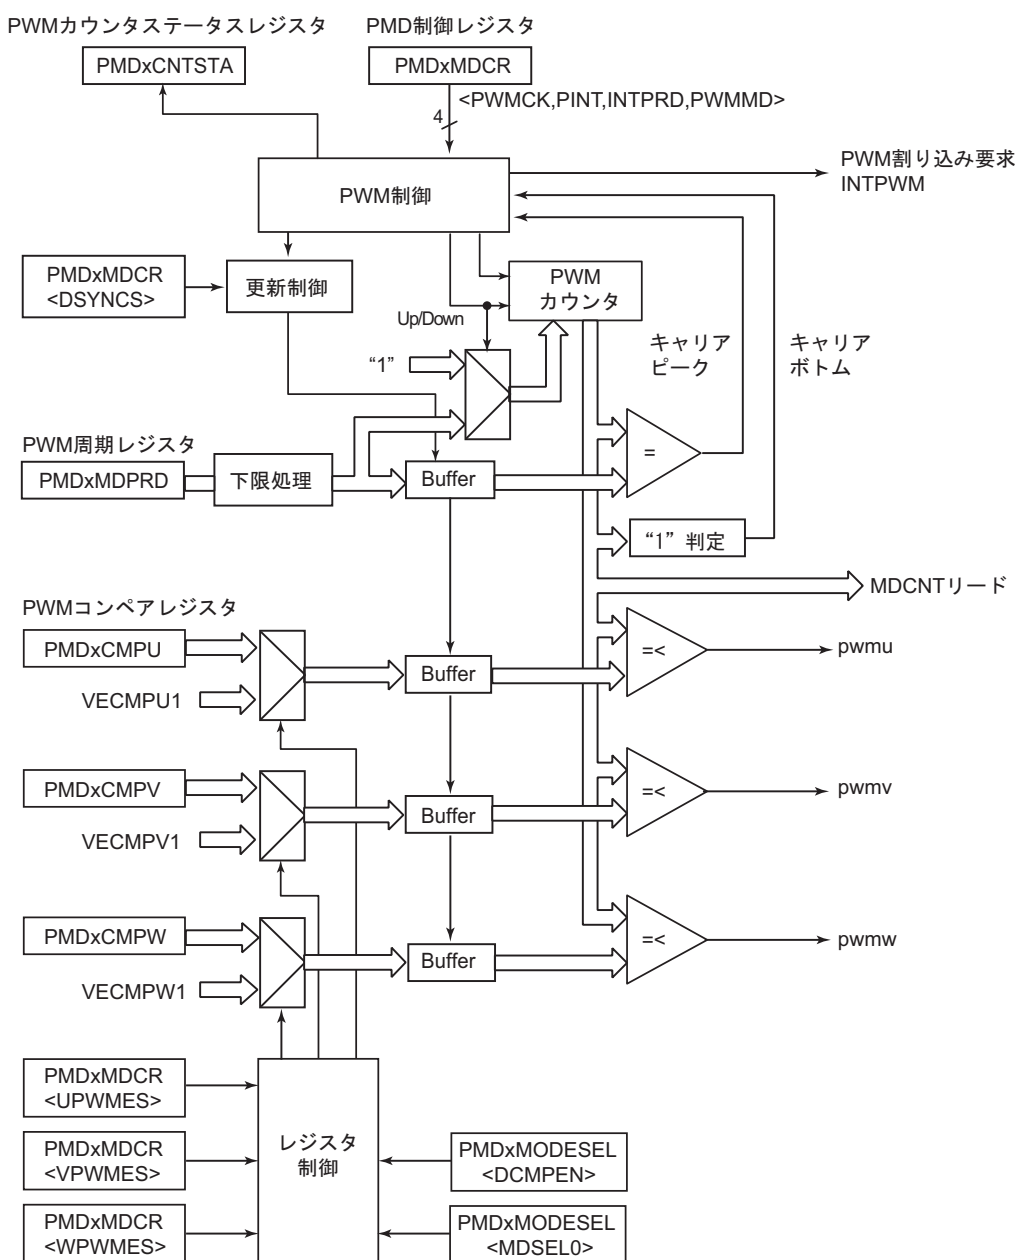 PWMカウンタステータスレジスタ
PMD制御レジスタ
PMDxCNTSTA
PMDxMDCR
<PWMCK,PINT,INTPRD,PWMMD>
4
PWM制御
PWM割り込み要求
INTPWM
PMDxMDCR
<DSYNCS>
更新制御
PWM
カウンタ
Up/Down
“1”
キャリア
ピーク
キャリア
ボトム
PWM周期レジスタ
PMDxMDPRD
下限処理
Buffer
=
“1” 判定
MDCNTリード
PWMコンペアレジスタ
PMDxCMPU
VECMPU1
Buffer
=<
pwmu
PMDxCMPV
VECMPV1
Buffer
=<
pwmv
PMDxCMPW
VECMPW1
Buffer
=<
pwmw
PMDxMDCR
<UPWMES>
PMDxMDCR
<VPWMES>
PMDxMDCR
<WPWMES>
レジスタ
制御
PMDxMODESEL
<DCMPEN>
PMDxMODESEL
<MDSEL0>